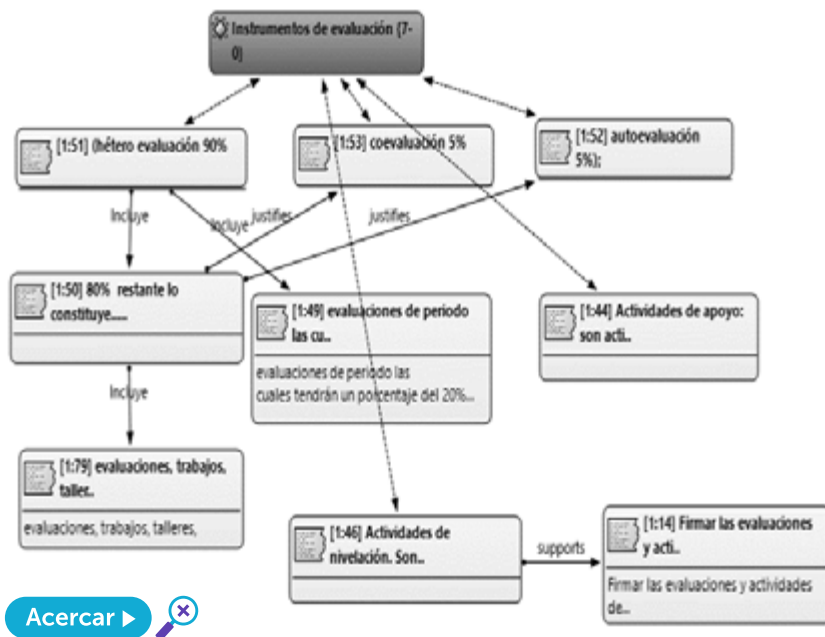 Instrumentos de evaluación {7-
0}
[1:51] (hétero evaluación 90%
[1:53] coevaluación 5%
[1:52] autoevaluación
5%);
Incluye
Incluye
justifies
justifies
[1:50] 80% restante lo
constituye.....
[1:49] evaluaciones de periodo
las cu..
evaluaciones de periodo las
cuales tendrán un porcentaje del 20%...
[1:44] Actividades de apoyo:
son acti..
Incluye
[1:79] evaluaciones, trabajos,
taller..
evaluaciones, trabajos, talleres,
[1:46] Actividades de
nivelación. Son..
supports
[1:14] Firmar las evaluaciones
y acti..
Firmar las evaluaciones y actividades
de...
Acercar